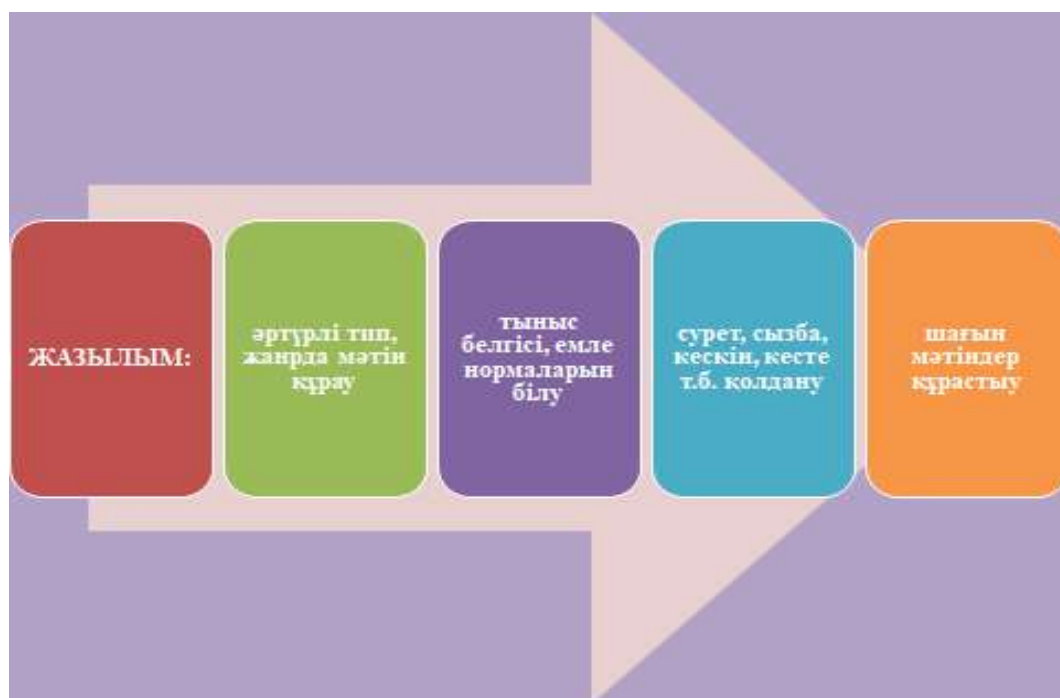 ЖАЗЫЛЫМ:
әртүрлі тип,
жанрда мәтін
құрау
тыныс
белгісі, емле
нормаларын
білу
сурет, сызба,
кескін, кесте
т.б. қолдану
шағын
мәтіндер
құрастыу